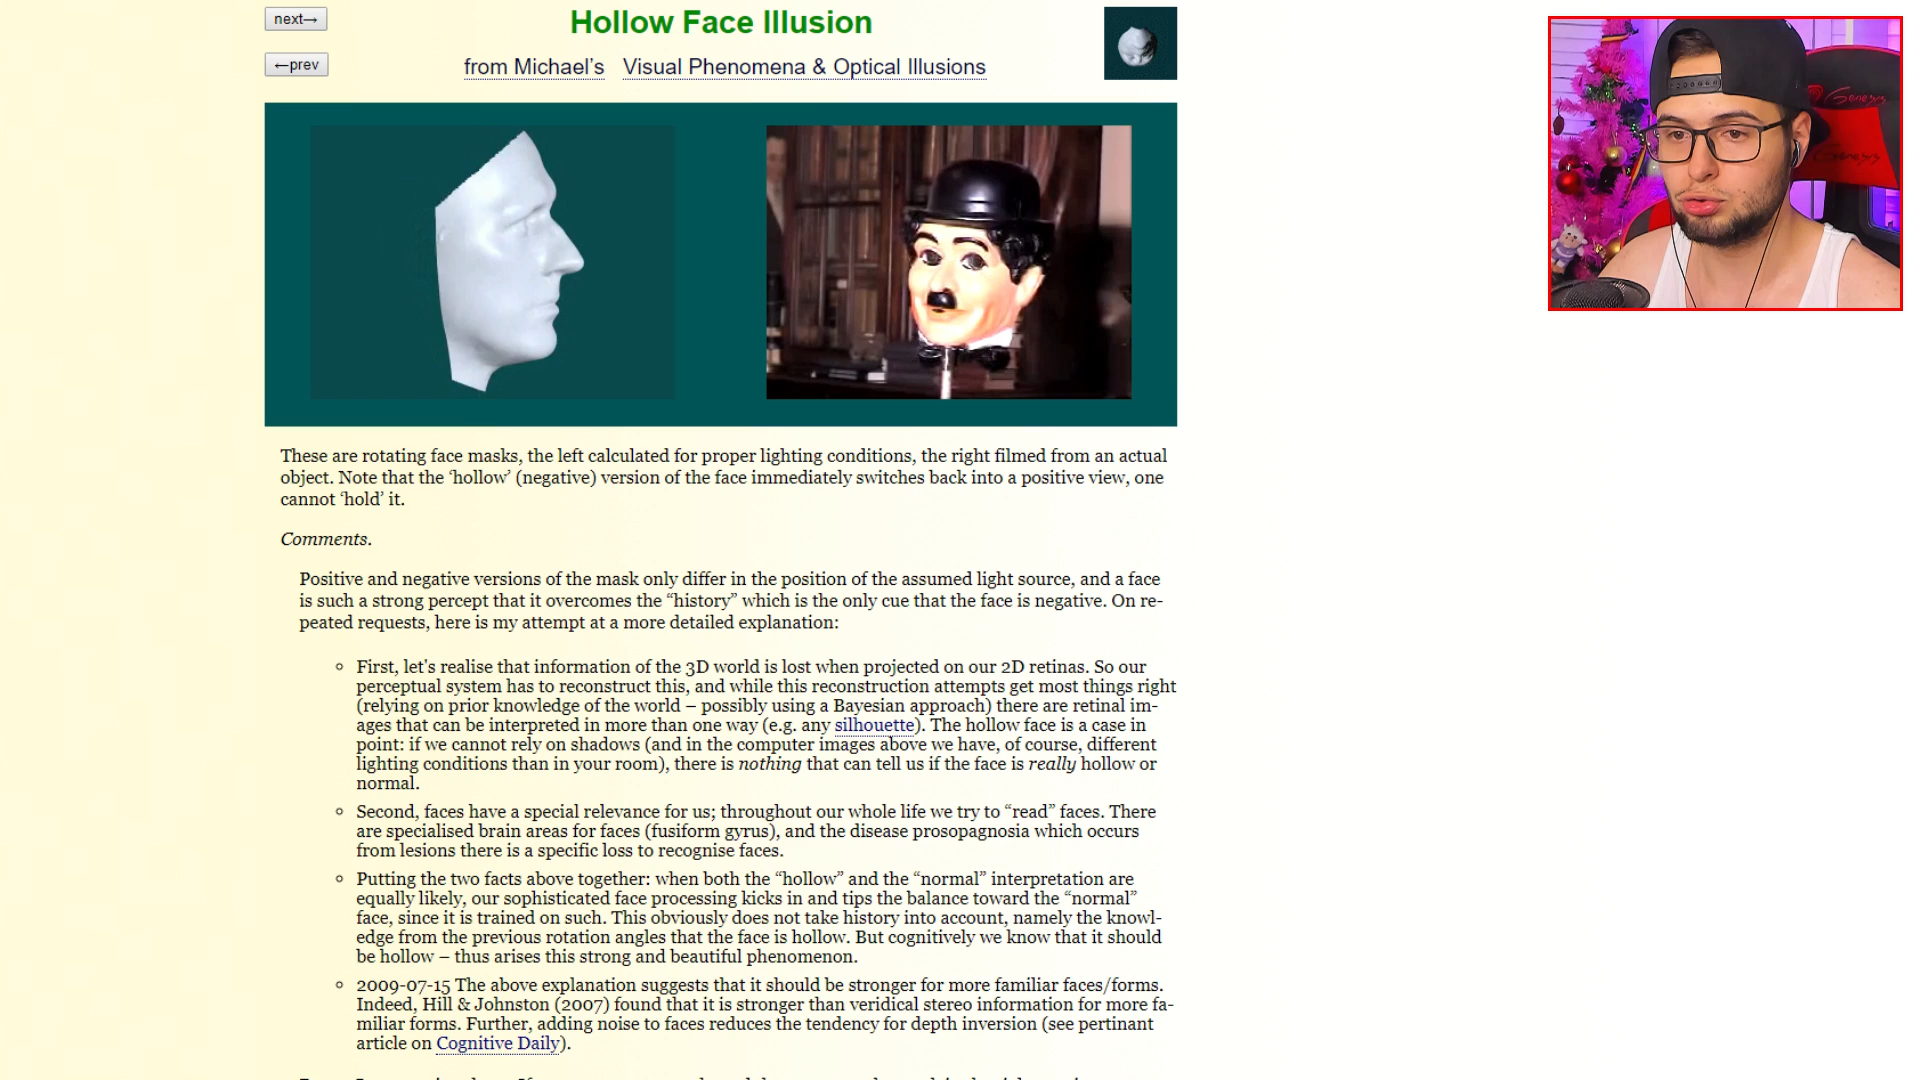 next→
Hollow Face Illusion
←prev
from Michael’s Visual Phenomena & Optical Illusions
Genesis
Genesis
These are rotating face masks, the left calculated for proper lighting conditions, the right filmed from an actual
object. Note that the ‘hollow’ (negative) version of the face immediately switches back into a positive view, one
cannot ‘hold’ it.
Comments.
Positive and negative versions of the mask only differ in the position of the assumed light source, and a face
is such a strong percept that it overcomes the “history” which is the only cue that the face is negative. On re-
peated requests, here is my attempt at a more detailed explanation:
First, let's realise that information of the 3D world is lost when projected on our 2D retinas. So our
perceptual system has to reconstruct this, and while this reconstruction attempts get most things right
(relying on prior knowledge of the world – possibly using a Bayesian approach) there are retinal im-
ages that can be interpreted in more than one way (e.g. any silhouette). The hollow face is a case in
point: if we cannot rely on shadows (and in the computer images above we have, of course, different
lighting conditions than in your room), there is nothing that can tell us if the face is really hollow or
normal.
Second, faces have a special relevance for us; throughout our whole life we try to “read” faces. There
are specialised brain areas for faces (fusiform gyrus), and the disease prosopagnosia which occurs
from lesions there is a specific loss to recognise faces.
Putting the two facts above together: when both the “hollow” and the “normal” interpretation are
equally likely, our sophisticated face processing kicks in and tips the balance toward the “normal”
face, since it is trained on such. This obviously does not take history into account, namely the knowl-
edge from the previous rotation angles that the face is hollow. But cognitively we know that it should
be hollow – thus arises this strong and beautiful phenomenon.
2009-07-15 The above explanation suggests that it should be stronger for more familiar faces/forms.
Indeed, Hill & Johnston (2007) found that it is stronger than veridical stereo information for more fa-
miliar forms. Further, adding noise to faces reduces the tendency for depth inversion (see pertinant
article on Cognitive Daily).